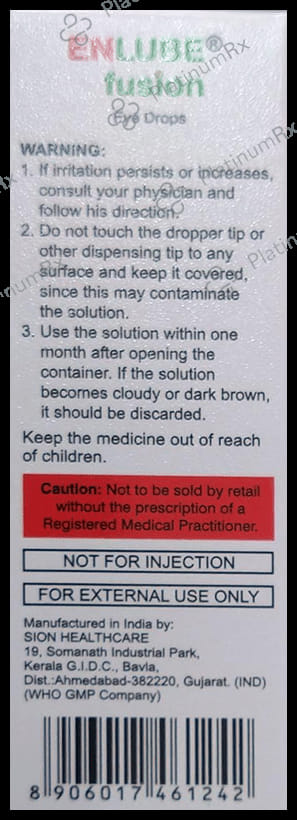 ENLUBE®
fusion
Eye Drops
WARNING:
1. If irritation persists or increases,
consult your physician and
follow his direction.
2. Do not touch the dropper tip or
other dispensing tip to any
surface and keep it covered,
since this may contaminate
the solution.
3. Use the solution within one
month after opening the
container. If the solution
becomes cloudy or dark brown,
it should be discarded.
Keep the medicine out of reach
of children.
Caution: Not to be sold by retail
without the prescription of a
Registered Medical Practitioner.
NOT FOR INJECTION
FOR EXTERNAL USE ONLY
Manufactured in India by:
SION HEALTHCARE
19, Somanath Industrial Park,
Kerala G.I.D.C., Bavla,
Dist.:Ahmedabad-382220, Gujarat. (IND)
(WHO GMP Company)
8 906017 461242
PlatinumRx
PlatinumRx
PlatinumRx